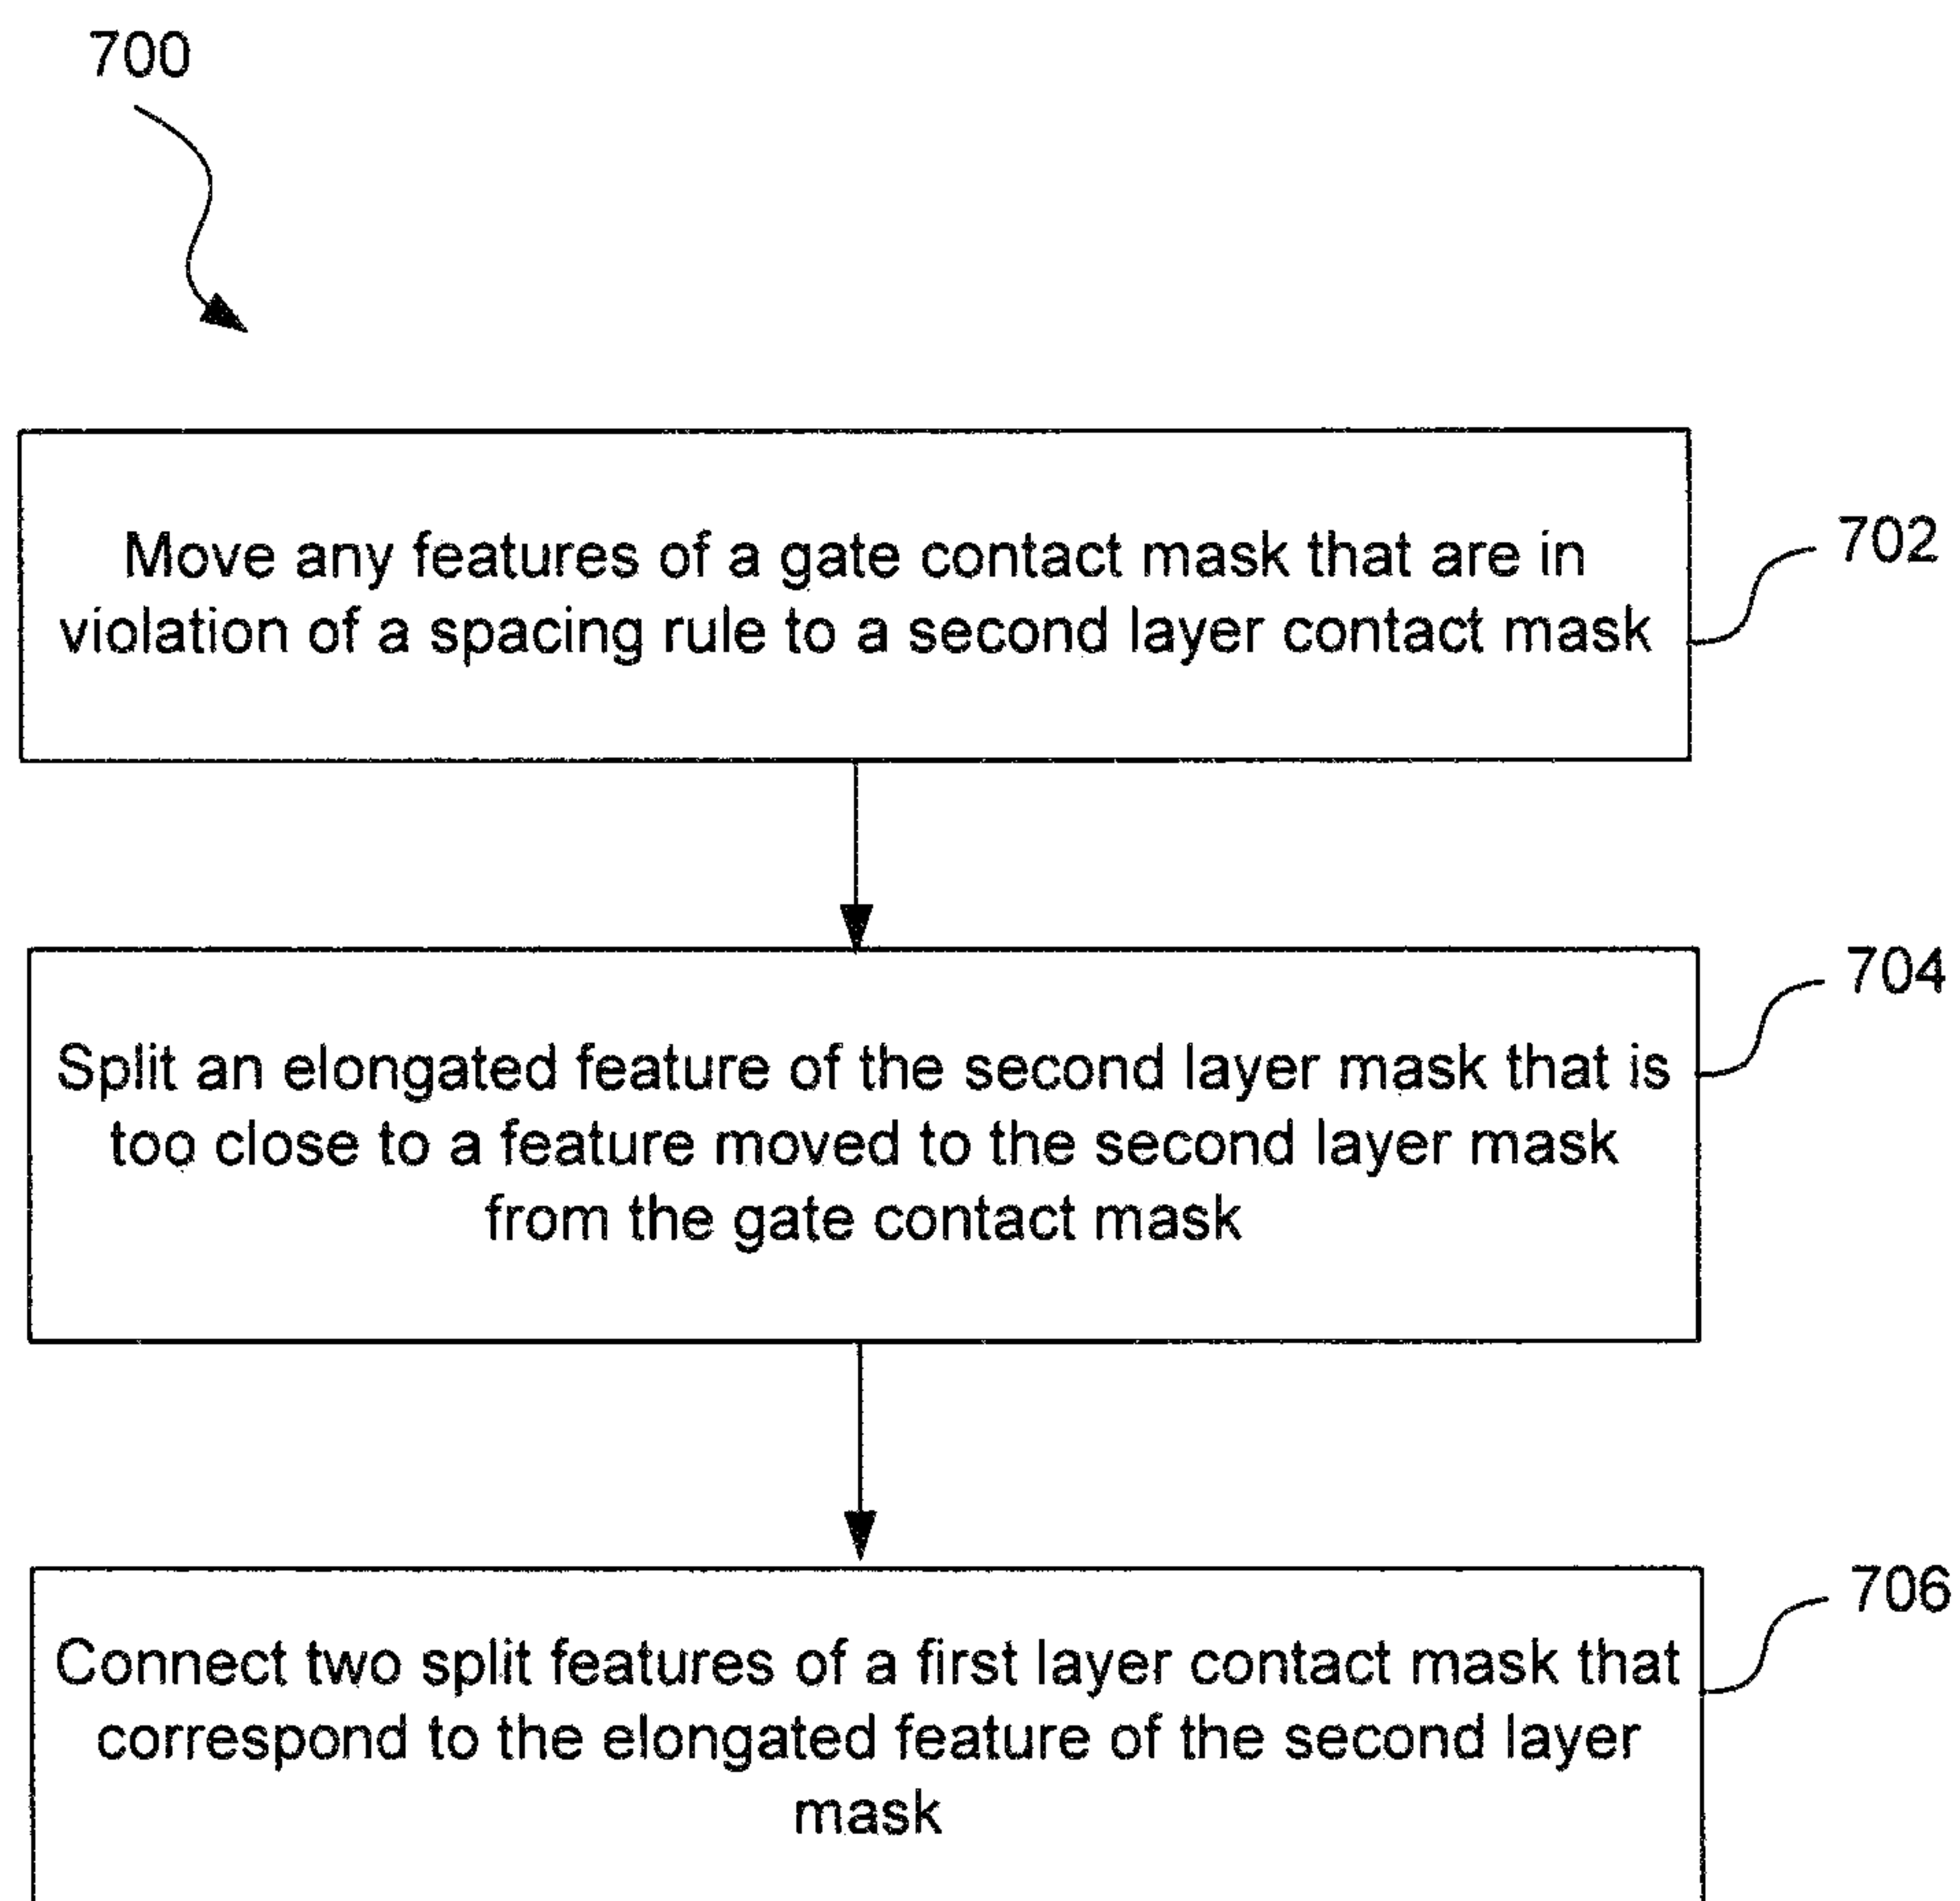 700
Move any features of a gate contact mask that are in
violation of a spacing rule to a second layer contact mask
702
Split an elongated feature of the second layer mask that is
too close to a feature moved to the second layer mask
from the gate contact mask
704
Connect two split features of a first layer contact mask that
correspond to the elongated feature of the second layer
mask
706